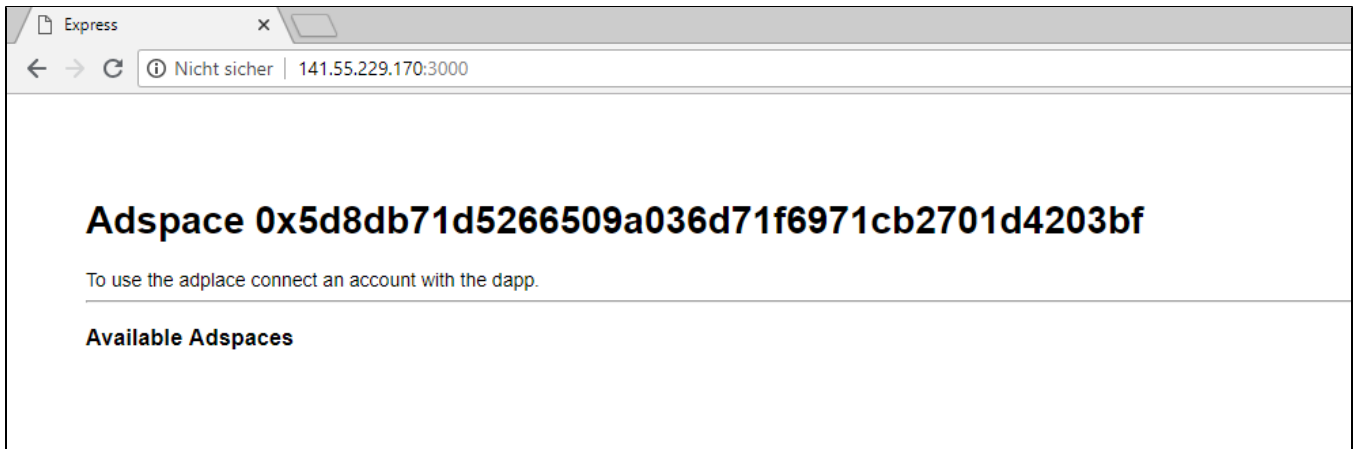 Express
Nicht sicher | 141.55.229.170:3000
Adspace 0x5d8db71d5266509a036d71f6971cb2701d4203bf
To use the adplace connect an account with the dapp.
Available Adspaces